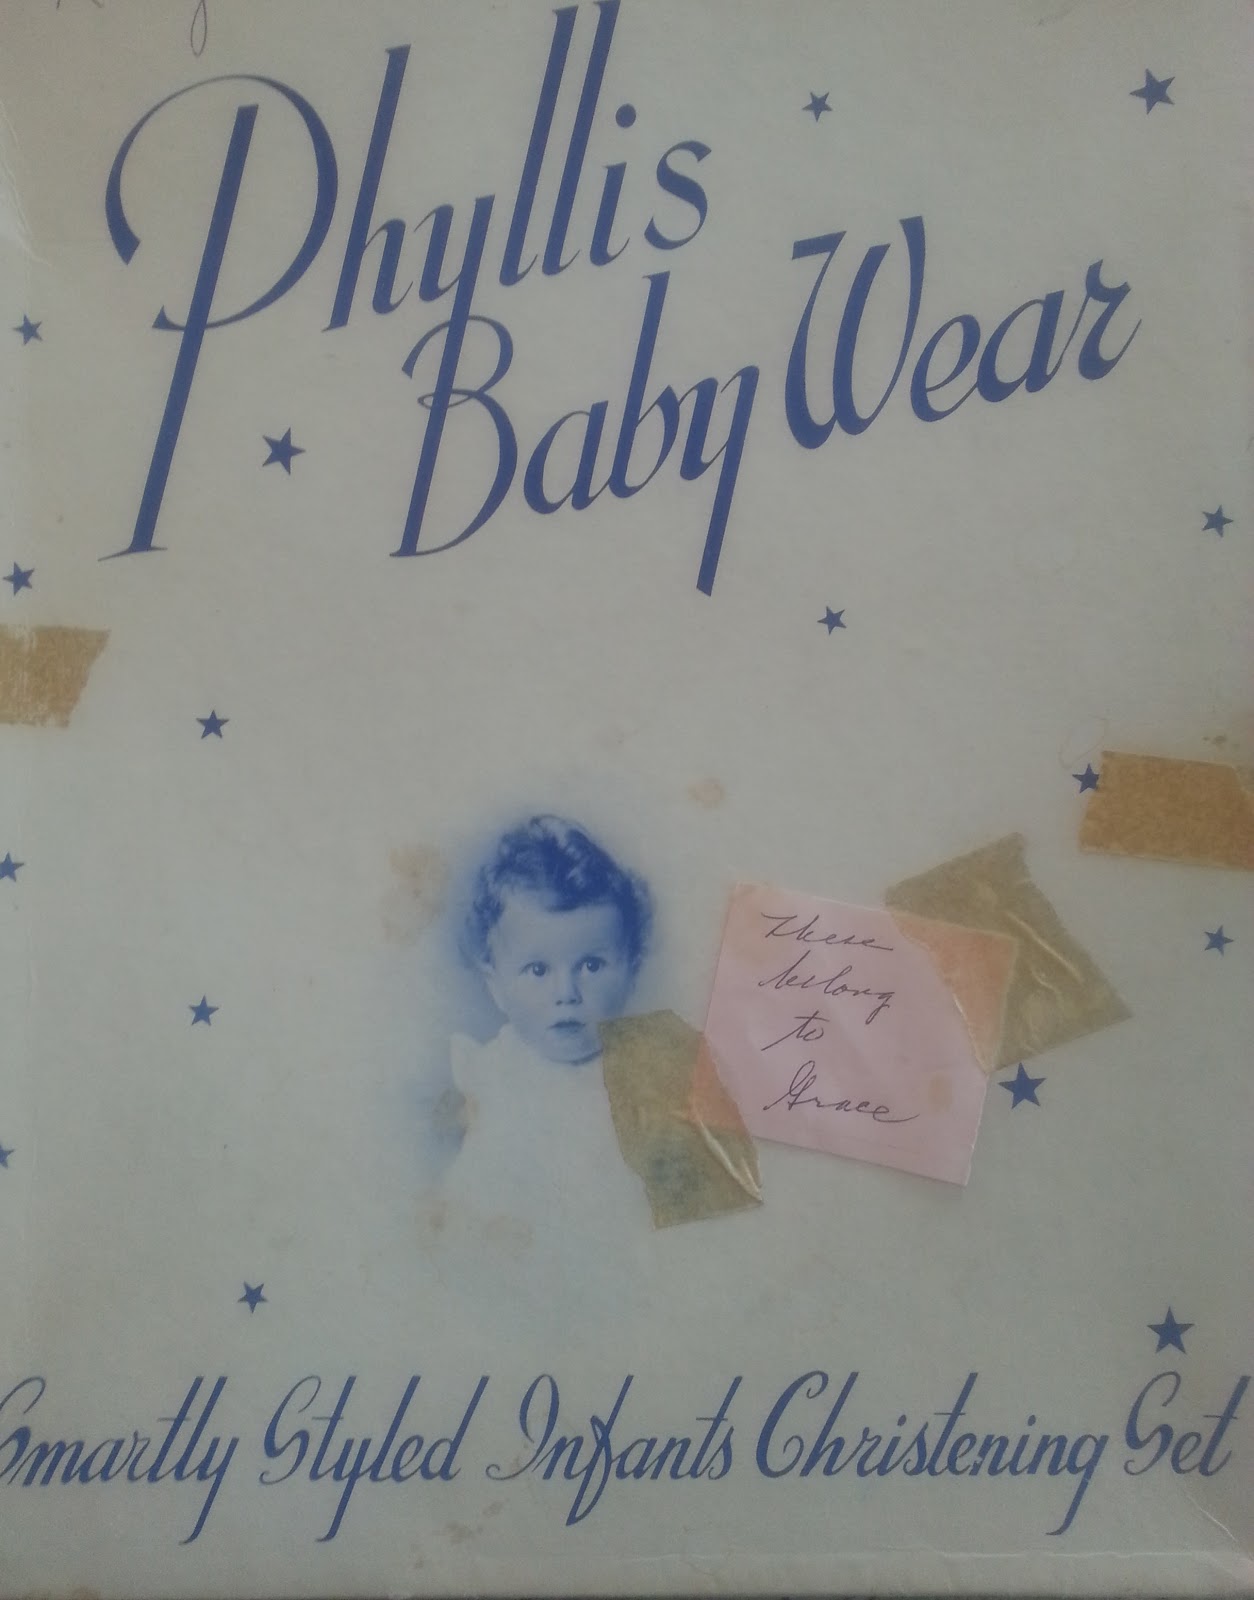 Phyllis
Baby Wear
These
belong
to
Grace
Smartly Styled Infants Christening Set